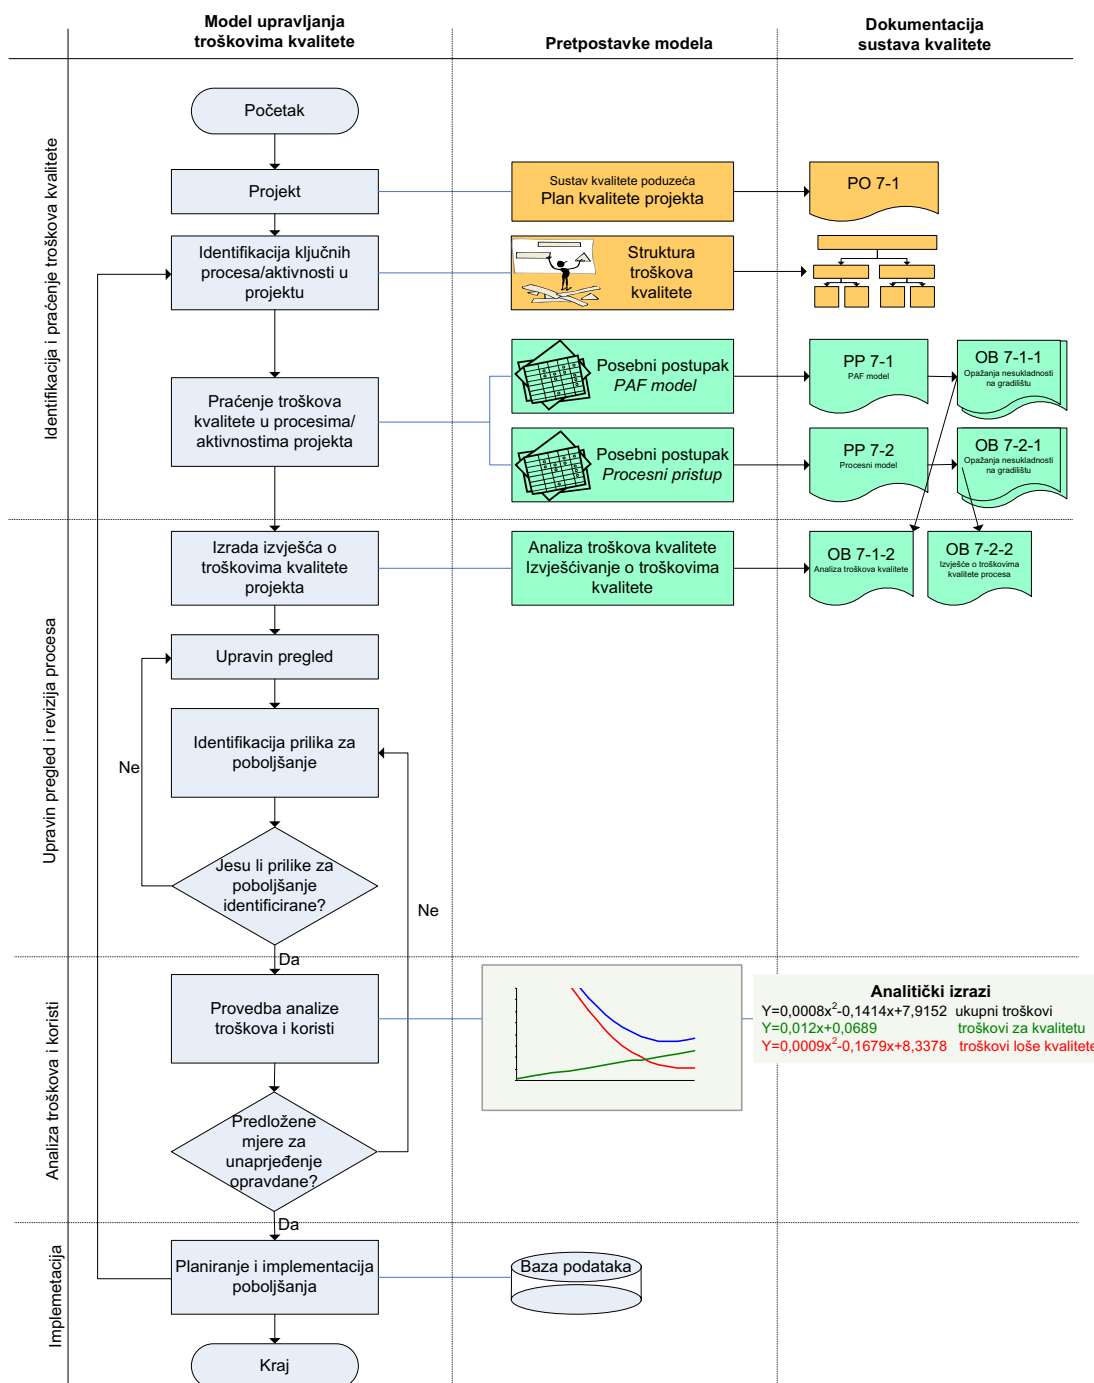 Model upravljanja
troškovima kvalitete
Pretpostavke modela
Dokumentacija
sustava kvalitete
Identifikacija i praćenje troškova kvalitete
Početak
Projekt
Sustav kvalitete poduzeća
Plan kvalitete projekta
PO 7-1
Identifikacija ključnih
procesa/aktivnosti u
projektu
Struktura
troškova
kvalitete
Praćenje troškova
kvalitete u procesima/
aktivnostima projekta
Posebni postupak
PAF model
PP 7-1
PAF model
OB 7-1-1
Opažanja nesukladnosti
na gradilištu
Posebni postupak
Procesni pristup
PP 7-2
Procesni model
OB 7-2-1
Opažanja nesukladnosti
na gradilištu
Upravin pregled i revizija procesa
Izrada izvješća o
troškovima kvalitete
projekta
Analiza troškova kvalitete
Izvješćivanje o troškovima
kvalitete
OB 7-1-2
Analiza troškova kvalitete
OB 7-2-2
Izvješće o troškovima
kvalitete procesa
Upravin pregled
Identifikacija prilika za
poboljšanje
Ne
Jesu li prilike za
poboljšanje
identificirane?
Ne
Da
Analiza troškova i koristi
Provedba analize
troškova i koristi
Analitički izrazi
Y=0,0008x²-0,1414x+7,9152 ukupni troškovi
Y=0,012x+0,0689 troškovi za kvalitetu
Y=0,0009x²-0,1679x+8,3378 troškovi loše kvalitete
Predložene
mjere za
unaprjeđenje
opravdane?
Da
Implemetacija
Planiranje i implementacija
poboljšanja
Baza podataka
Kraj